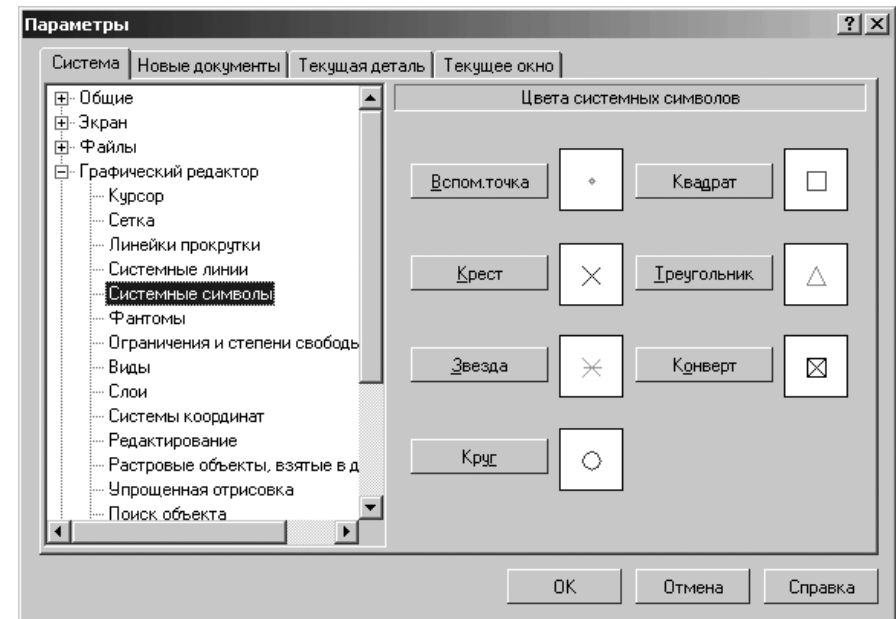 Параметры
Система Новые документы Текущая деталь Текущее окно
Общие
Экран
Файлы
Графический редактор
Курсор
Сетка
Линейки прокрутки
Системные линии
Системные символы
Фантомы
Ограничения и степени свободы
Виды
Слои
Системы координат
Редактирование
Растровые объекты, взятые в д
Упрощенная отрисовка
Поиск объекта
Цвета системных символов
Вспом.точка Квадрат
Крест Треугольник
Звезда Конверт
Круг
OK Отмена Справка